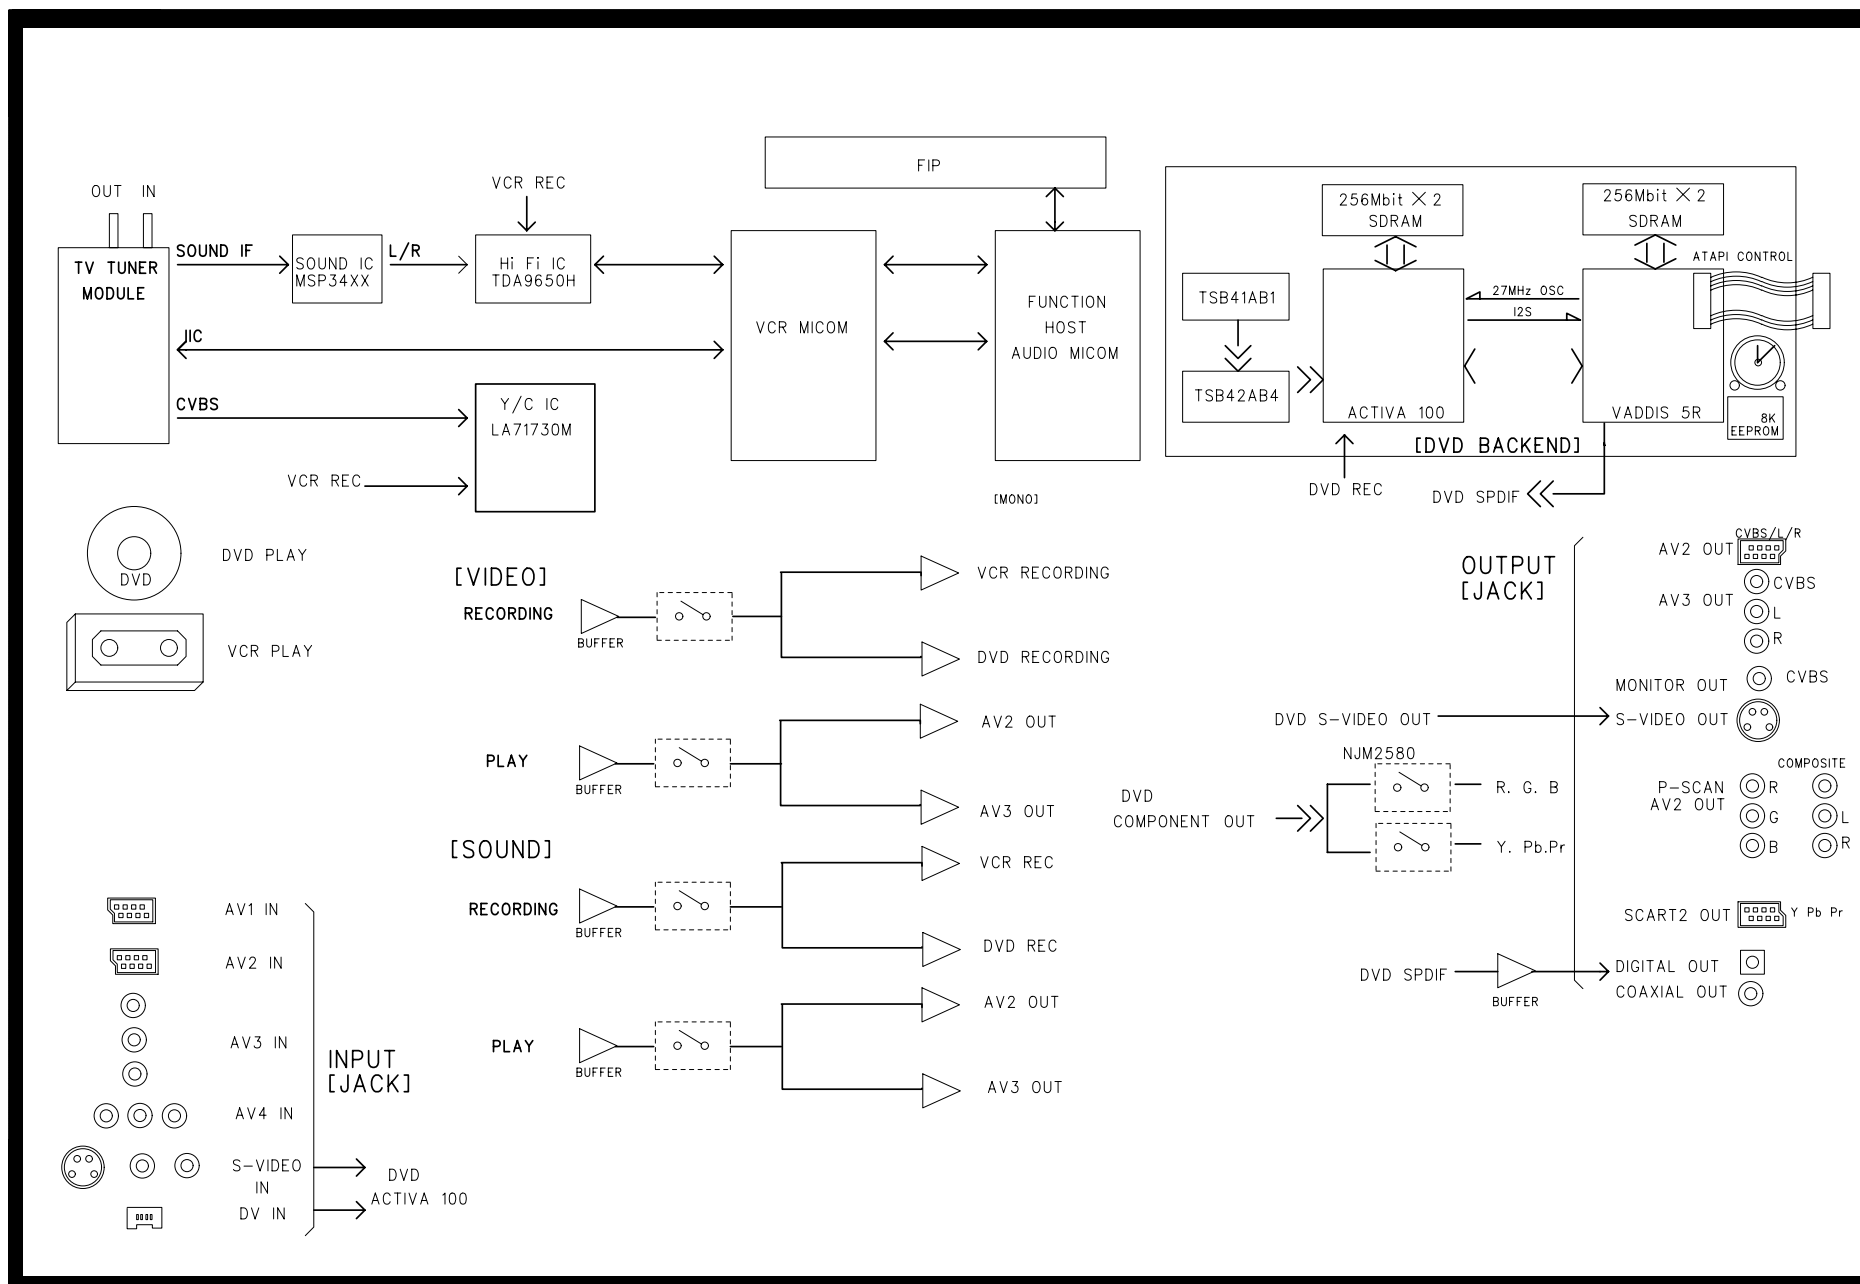 FIP
OUT IN
VCR REC
TV TUNER
MODULE
SOUND IF
SOUND IC
MSP34XX
L/R
Hi Fi IC
TDA9650H
IIC
CVBS
Y/C IC
LA71730M
VCR REC
VCR MICOM
FUNCTION
HOST
AUDIO MICOM
[MONO]
256Mbit X 2
SDRAM
256Mbit X 2
SDRAM
ATAPI CONTROL
TSB41AB1
TSB42AB4
27MHz OSC
I2S
ACTIVA 100
VADDIS 5R
8K
EEPROM
[DVD BACKEND]
DVD REC
DVD SPDIF
DVD
DVD PLAY
VCR PLAY
[VIDEO]
RECORDING
BUFFER
VCR RECORDING
DVD RECORDING
PLAY
BUFFER
AV2 OUT
AV3 OUT
[SOUND]
RECORDING
BUFFER
VCR REC
DVD REC
PLAY
BUFFER
AV2 OUT
AV3 OUT
AV1 IN
AV2 IN
AV3 IN
AV4 IN
S-VIDEO
IN
DV IN
INPUT
[JACK]
DVD
ACTIVA 100
OUTPUT
[JACK]
CVBS/L/R
AV2 OUT
CVBS
AV3 OUT
L
R
MONITOR OUT
CVBS
DVD S-VIDEO OUT
S-VIDEO OUT
NJM2580
DVD
COMPONENT OUT
R. G. B
Y. Pb.Pr
COMPOSITE
P-SCAN
AV2 OUT
R
G
L
B
R
SCART2 OUT
Y Pb Pr
DVD SPDIF
BUFFER
DIGITAL OUT
COAXIAL OUT